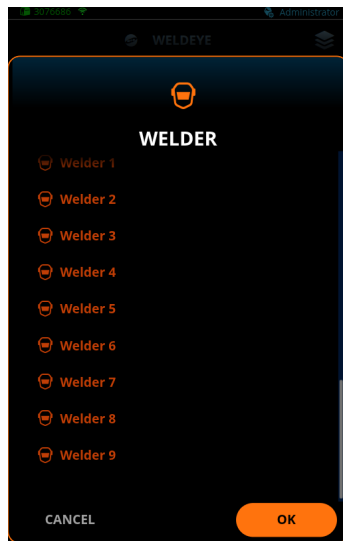 3076686 Administrator
WELDEYE
WELDER
Welder 1
Welder 2
Welder 3
Welder 4
Welder 5
Welder 6
Welder 7
Welder 8
Welder 9
CANCEL OK